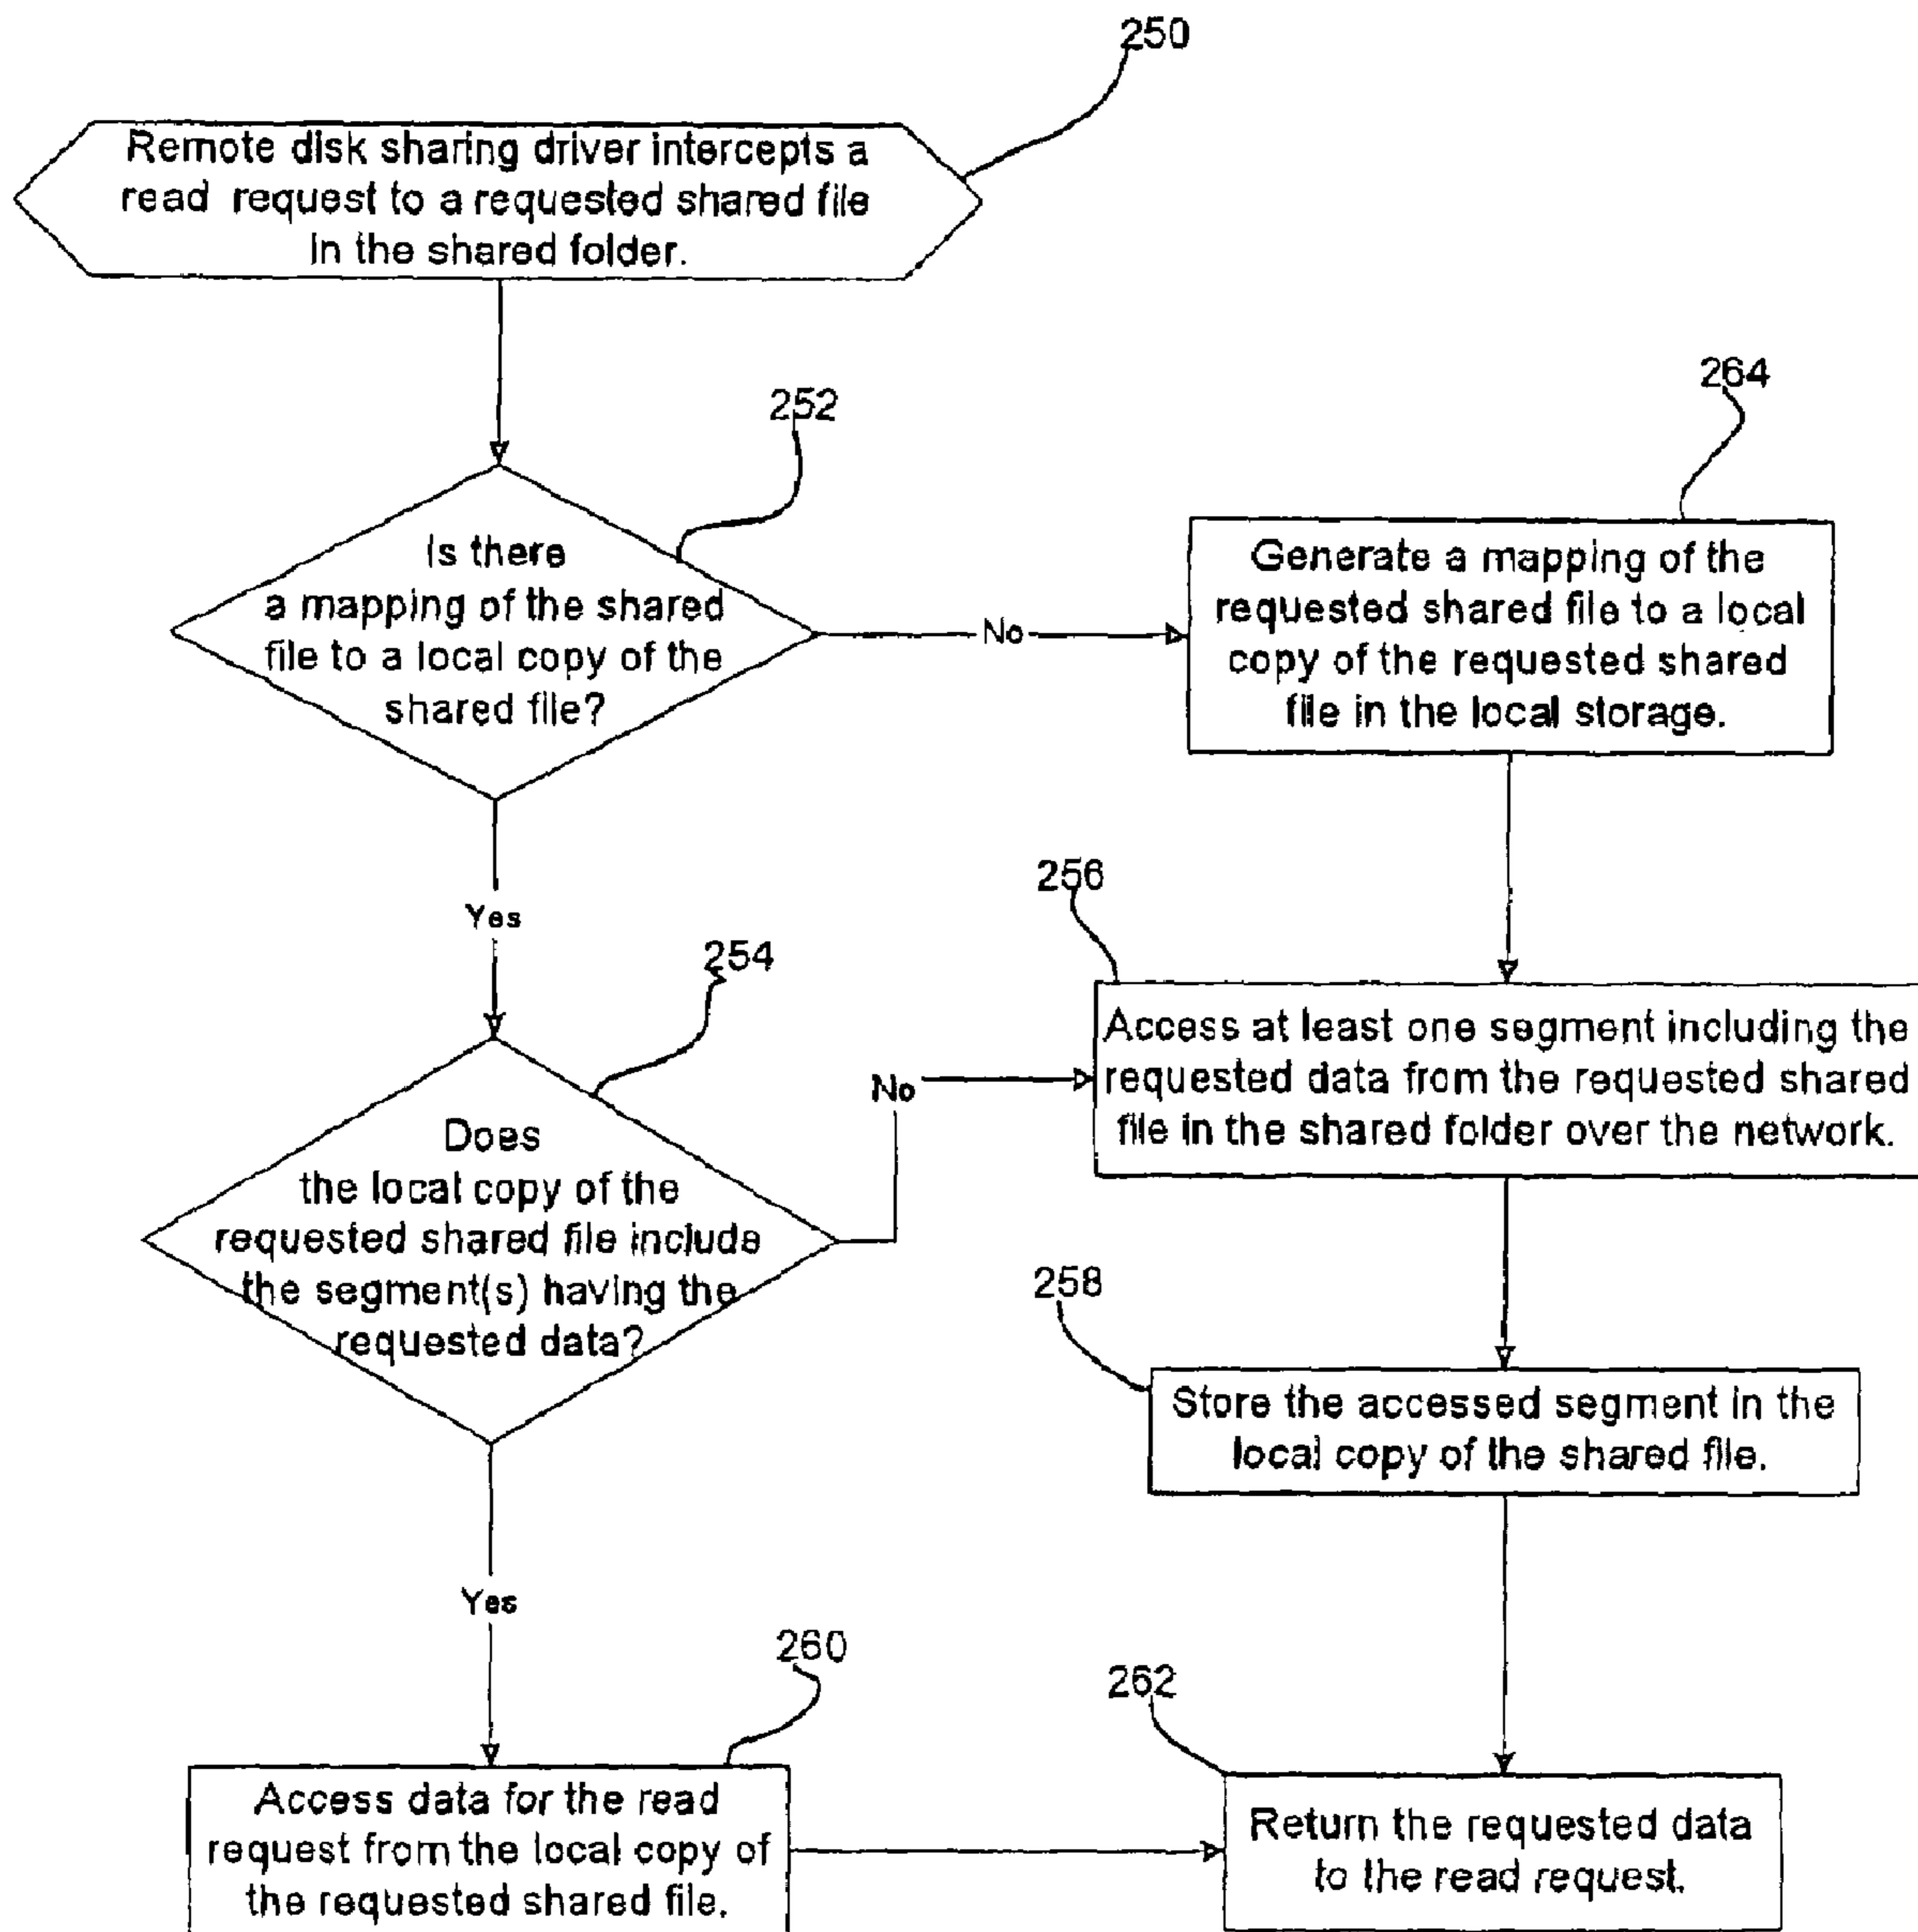 250
Remote disk sharing driver intercepts a
read request to a requested shared file
in the shared folder.
252
Is there
a mapping of the shared
file to a local copy of the
shared file?
No
264
Generate a mapping of the
requested shared file to a local
copy of the requested shared
file in the local storage.
Yes
254
Does
the local copy of the
requested shared file include
the segment(s) having the
requested data?
No
256
Access at least one segment including the
requested data from the requested shared
file in the shared folder over the network.
258
Store the accessed segment in the
local copy of the shared file.
Yes
260
Access data for the read
request from the local copy of
the requested shared file.
262
Return the requested data
to the read request.